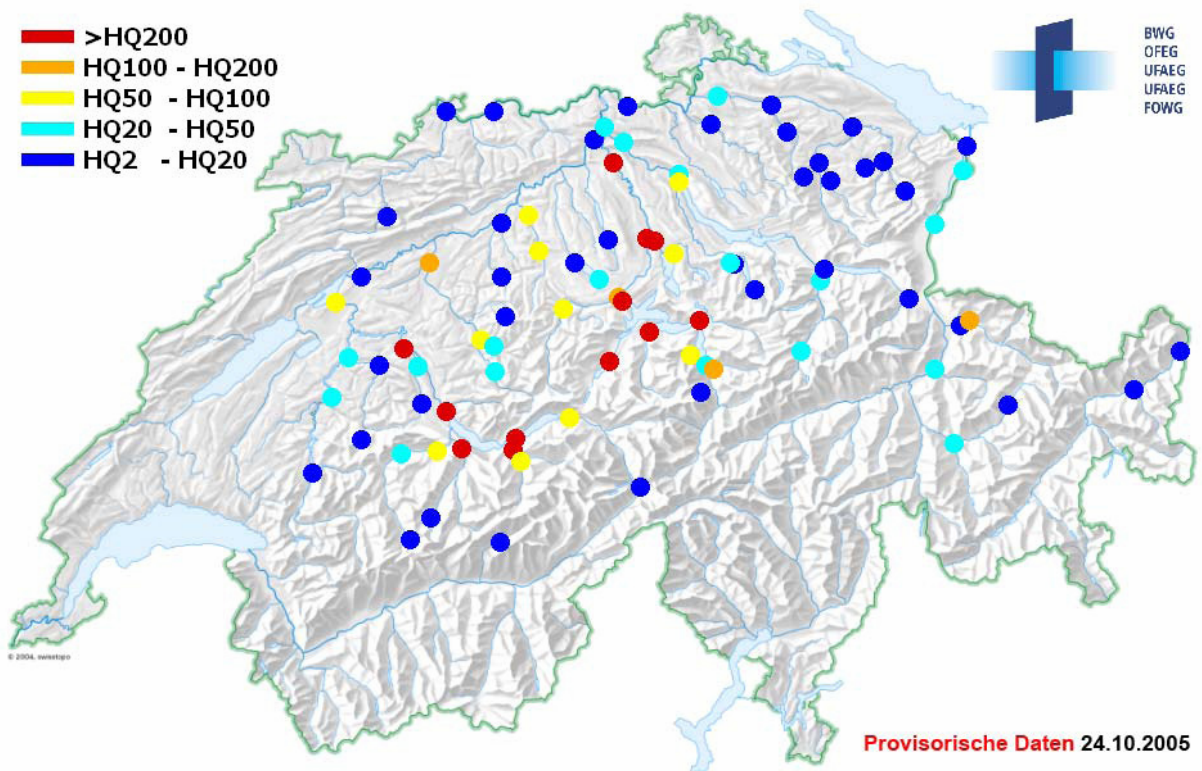 >HQ200
HQ100 - HQ200
HQ50 - HQ100
HQ20 - HQ50
HQ2 - HQ20
BWG
OFEG
UFAEG
UFAEG
FOWG
© 2004, swisstopo
Provisorische Daten 24.10.2005